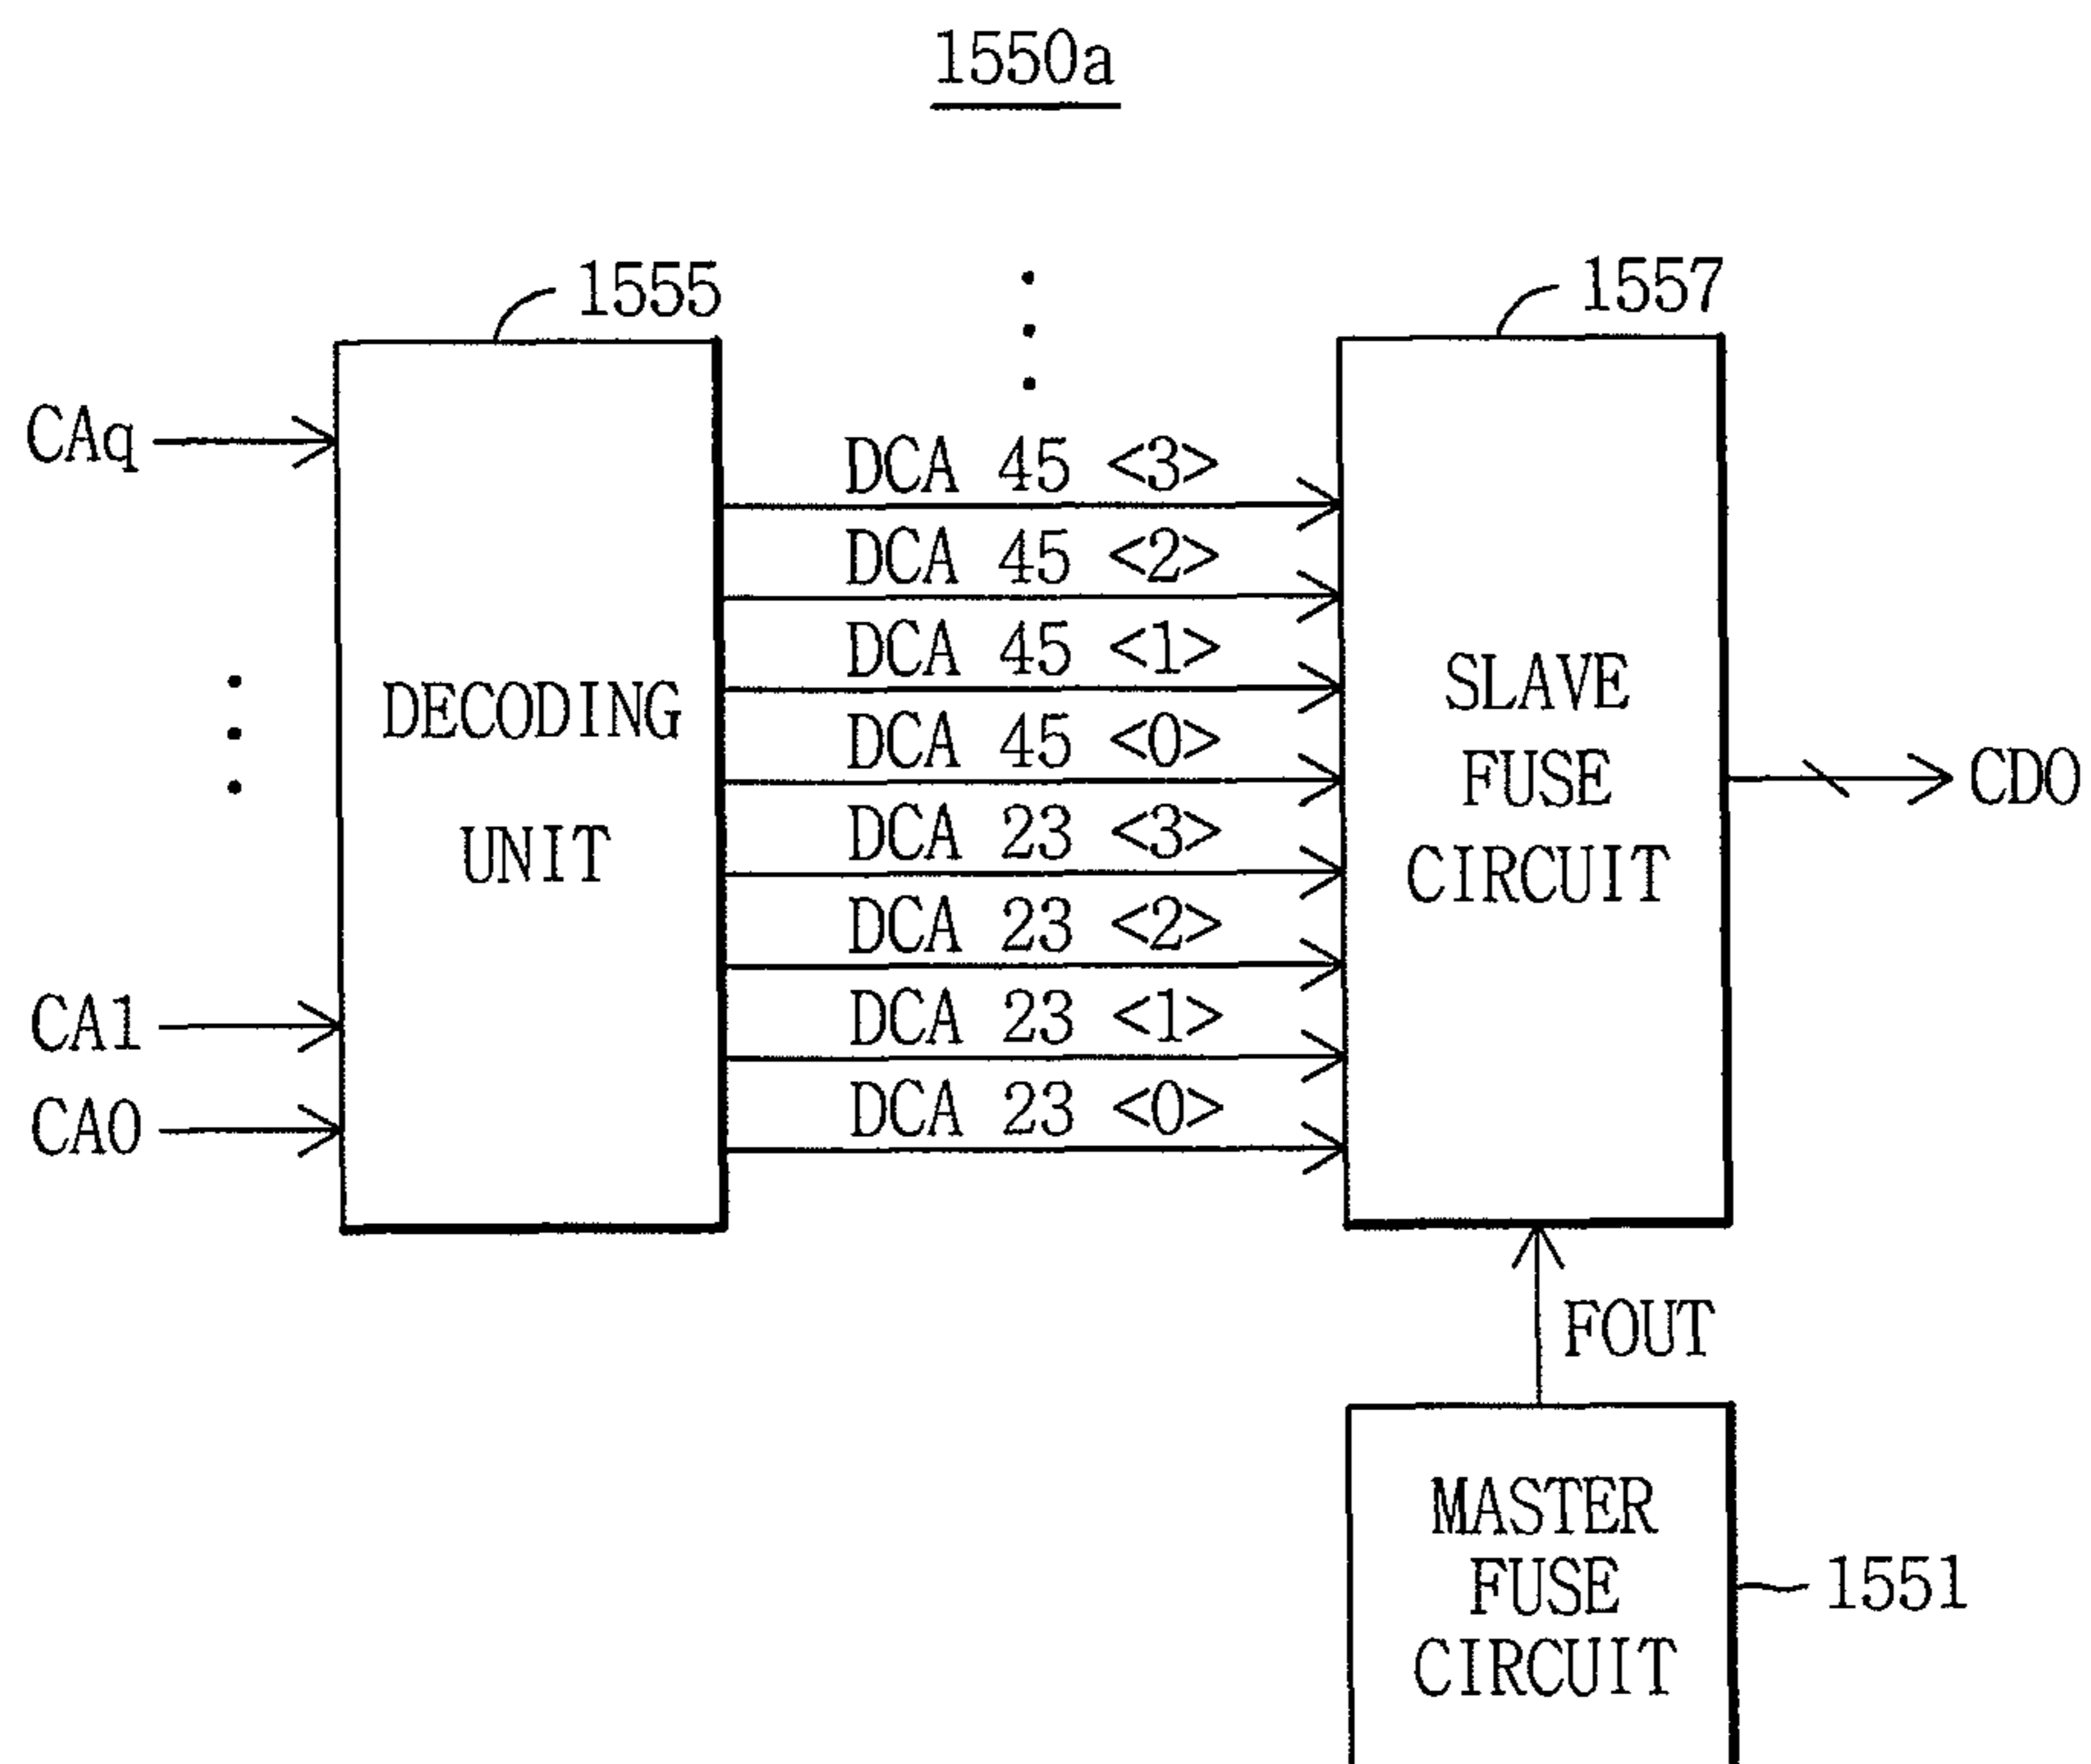 1550a
1555
1557
CAq
DCA 45 <3>
DCA 45 <2>
DCA 45 <1>
DCA 45 <0>
DCA 23 <3>
DCA 23 <2>
DCA 23 <1>
DCA 23 <0>
DECODING
UNIT
SLAVE
FUSE
CIRCUIT
CDO
CA1
CA0
FOUT
MASTER
FUSE
CIRCUIT
1551